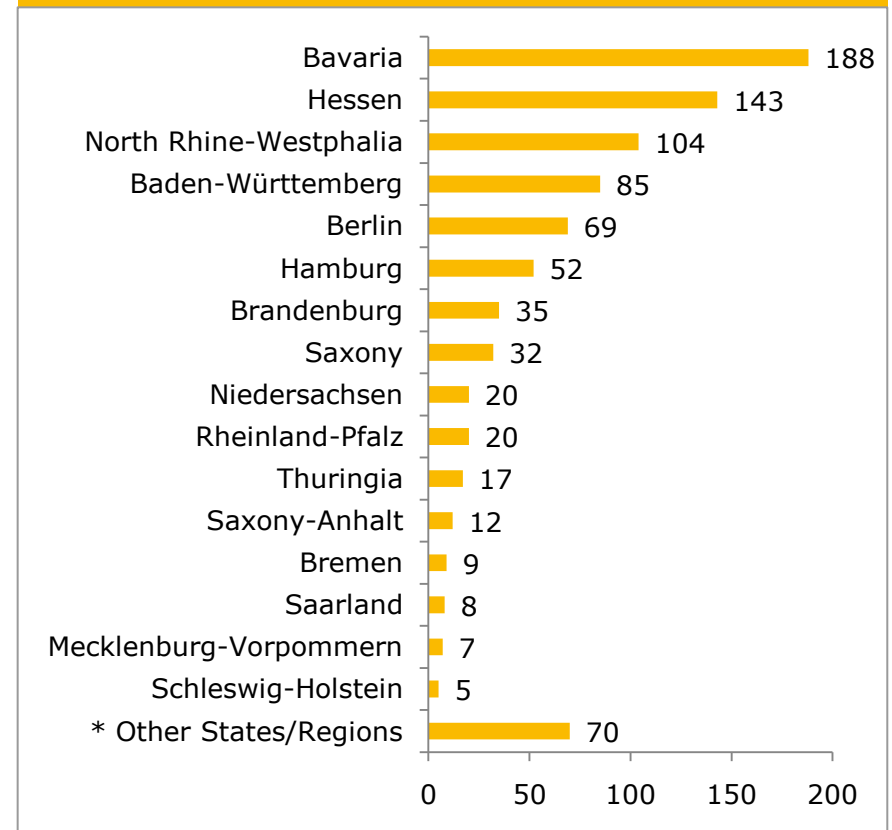 Bavaria 188
Hessen 143
North Rhine-Westphalia 104
Baden-Württemberg 85
Berlin 69
Hamburg 52
Brandenburg 35
Saxony 32
Niedersachsen 20
Rheinland-Pfalz 20
Thuringia 17
Saxony-Anhalt 12
Bremen 9
Saarland 8
Mecklenburg-Vorpommern 7
Schleswig-Holstein 5
* Other States/Regions 70
0 50 100 150 200